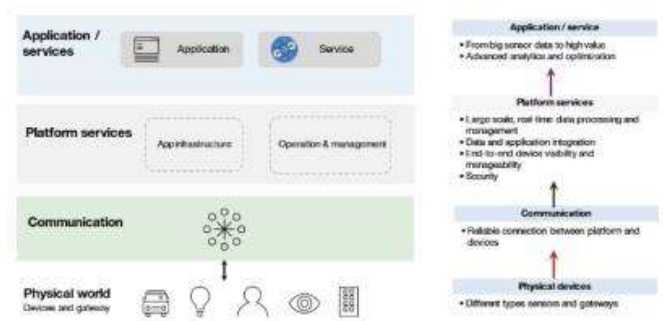 Application /
services
Application
Service
Platform services
App infrastructure
Operation & management
Communication
Physical world
Devices and gateway
Application / service
• From big sensor data to high value
• Advanced analytics and optimization
Platform services
• Large scale, real-time data processing and
management
• Data and application integration
• End-to-end device visibility and
manageability
• Security
Communication
• Reliable connection between platform and
devices
Physical devices
• Different types sensors and gateways